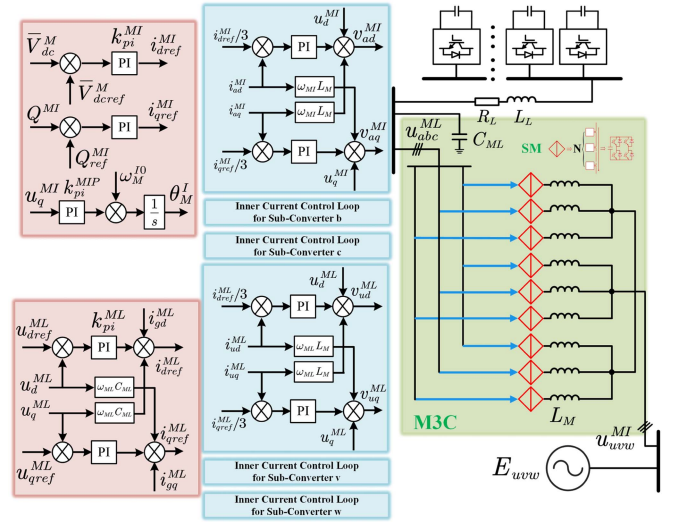 V̄_dc^M
k_pi^MI
i_dref^MI
PI
V̄_dcref^M
Q^MI
i_qref^MI
PI
Q_ref^MI
ω_M^I0
u_q^MI
k_pi^MIP
θ_M^I
PI
1/s
u_d^MI
i_dref^MI/3
v_ad^MI
PI
i_ad^MI
ω_MI L_M
i_aq^MI
ω_MI L_M
v_aq^MI
PI
i_qref^MI/3
u_q^MI
Inner Current Control Loop
for Sub-Converter b
Inner Current Control Loop
for Sub-Converter c
u_dref^ML
k_pi^ML
i_gd^ML
PI
i_dref^ML
u_d^ML
ω_ML C_ML
u_q^ML
ω_ML C_ML
i_qref^ML
PI
u_qref^ML
i_gq^ML
u_d^ML
i_dref^ML/3
v_ud^ML
PI
i_ud^ML
ω_ML L_M
i_uq^ML
ω_ML L_M
v_uq^ML
PI
i_qref^ML/3
u_q^ML
Inner Current Control Loop
for Sub-Converter v
Inner Current Control Loop
for Sub-Converter w
R_L
L_L
u_abc^ML
C_ML
SM
N
L_M
M3C
u_uvw^MI
E_uvw